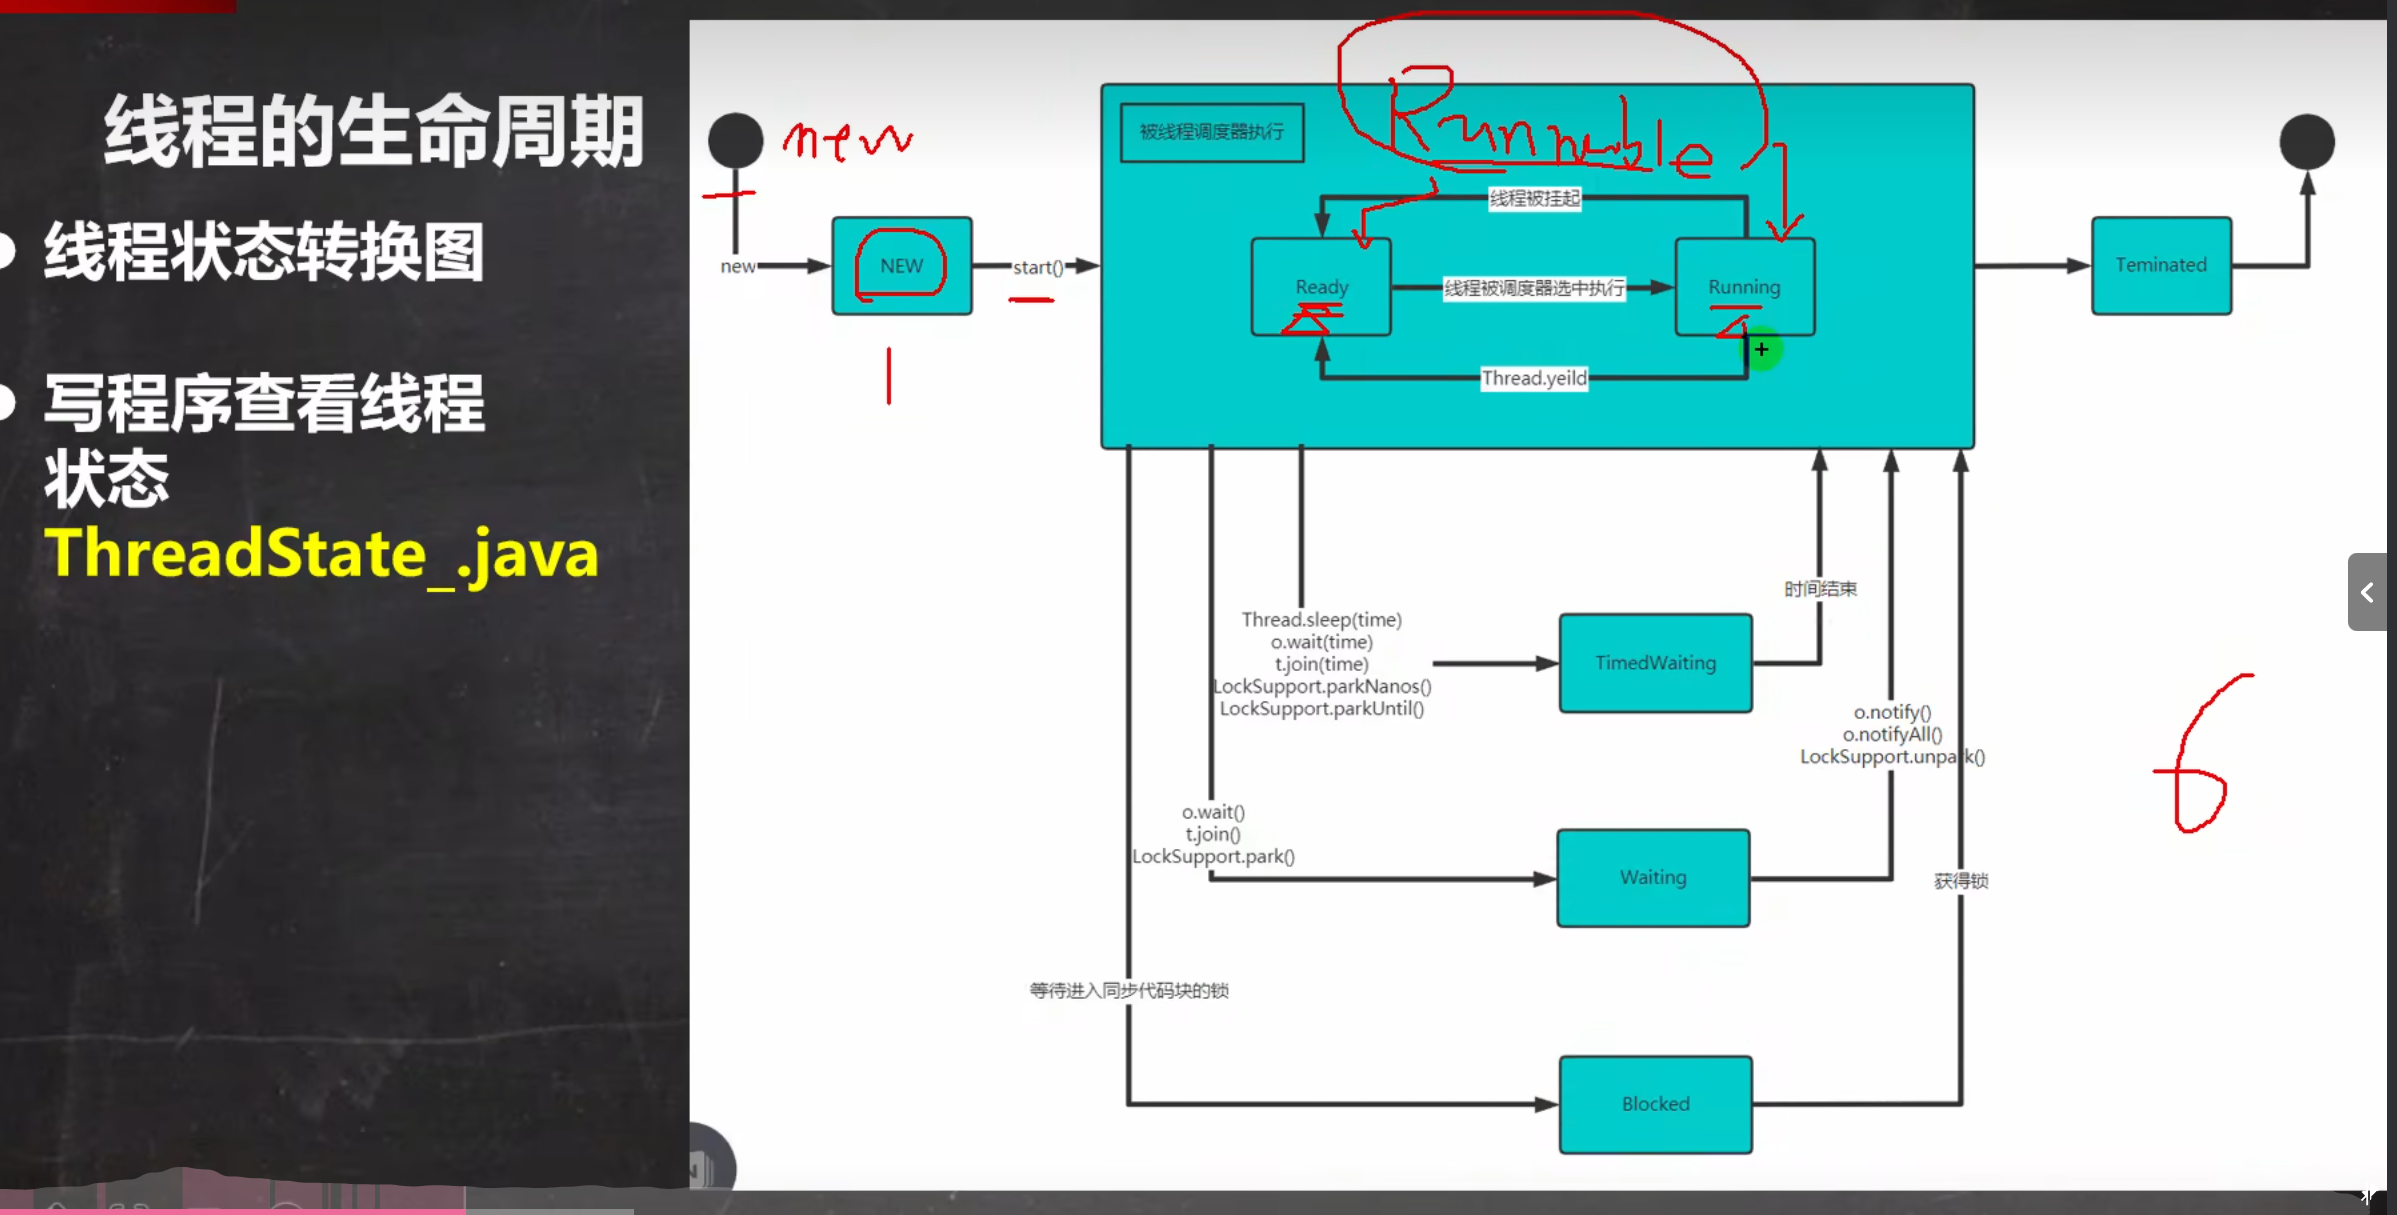 线程的生命周期
线程状态转换图
写程序查看线程
状态
ThreadState_.java
new
Runnable
被线程调度器执行
线程被挂起
new
NEW
start()
Ready
线程被调度器选中执行
Running
Teminated
Thread.yeild
1
时间结束
Thread.sleep(time)
o.wait(time)
t.join(time)
LockSupport.parkNanos()
LockSupport.parkUntil()
TimedWaiting
o.notify()
o.notifyAll()
LockSupport.unpark()
6
o.wait()
t.join()
LockSupport.park()
Waiting
获得锁
等待进入同步代码块的锁
Blocked